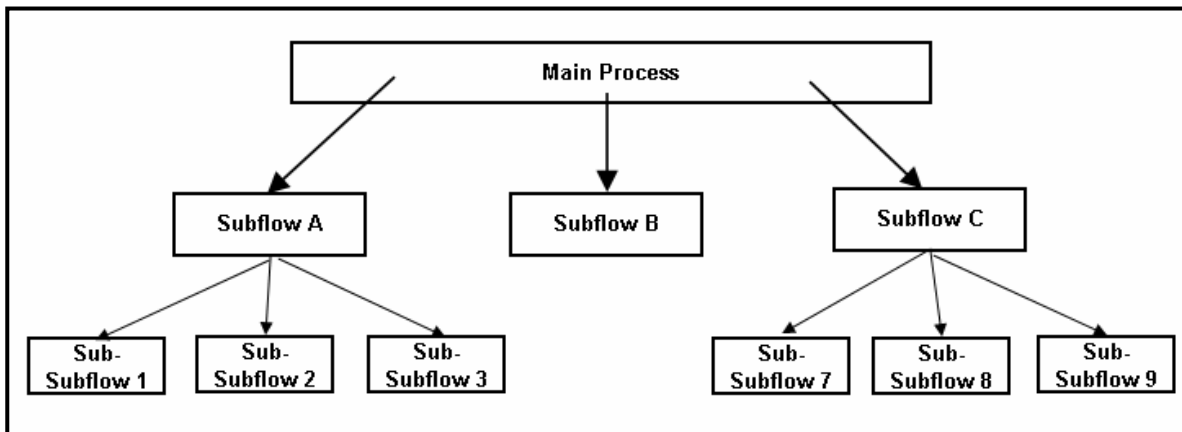 Main Process
Subflow A
Subflow B
Subflow C
Sub-
Subflow 1
Sub-
Subflow 2
Sub-
Subflow 3
Sub-
Subflow 7
Sub-
Subflow 8
Sub-
Subflow 9